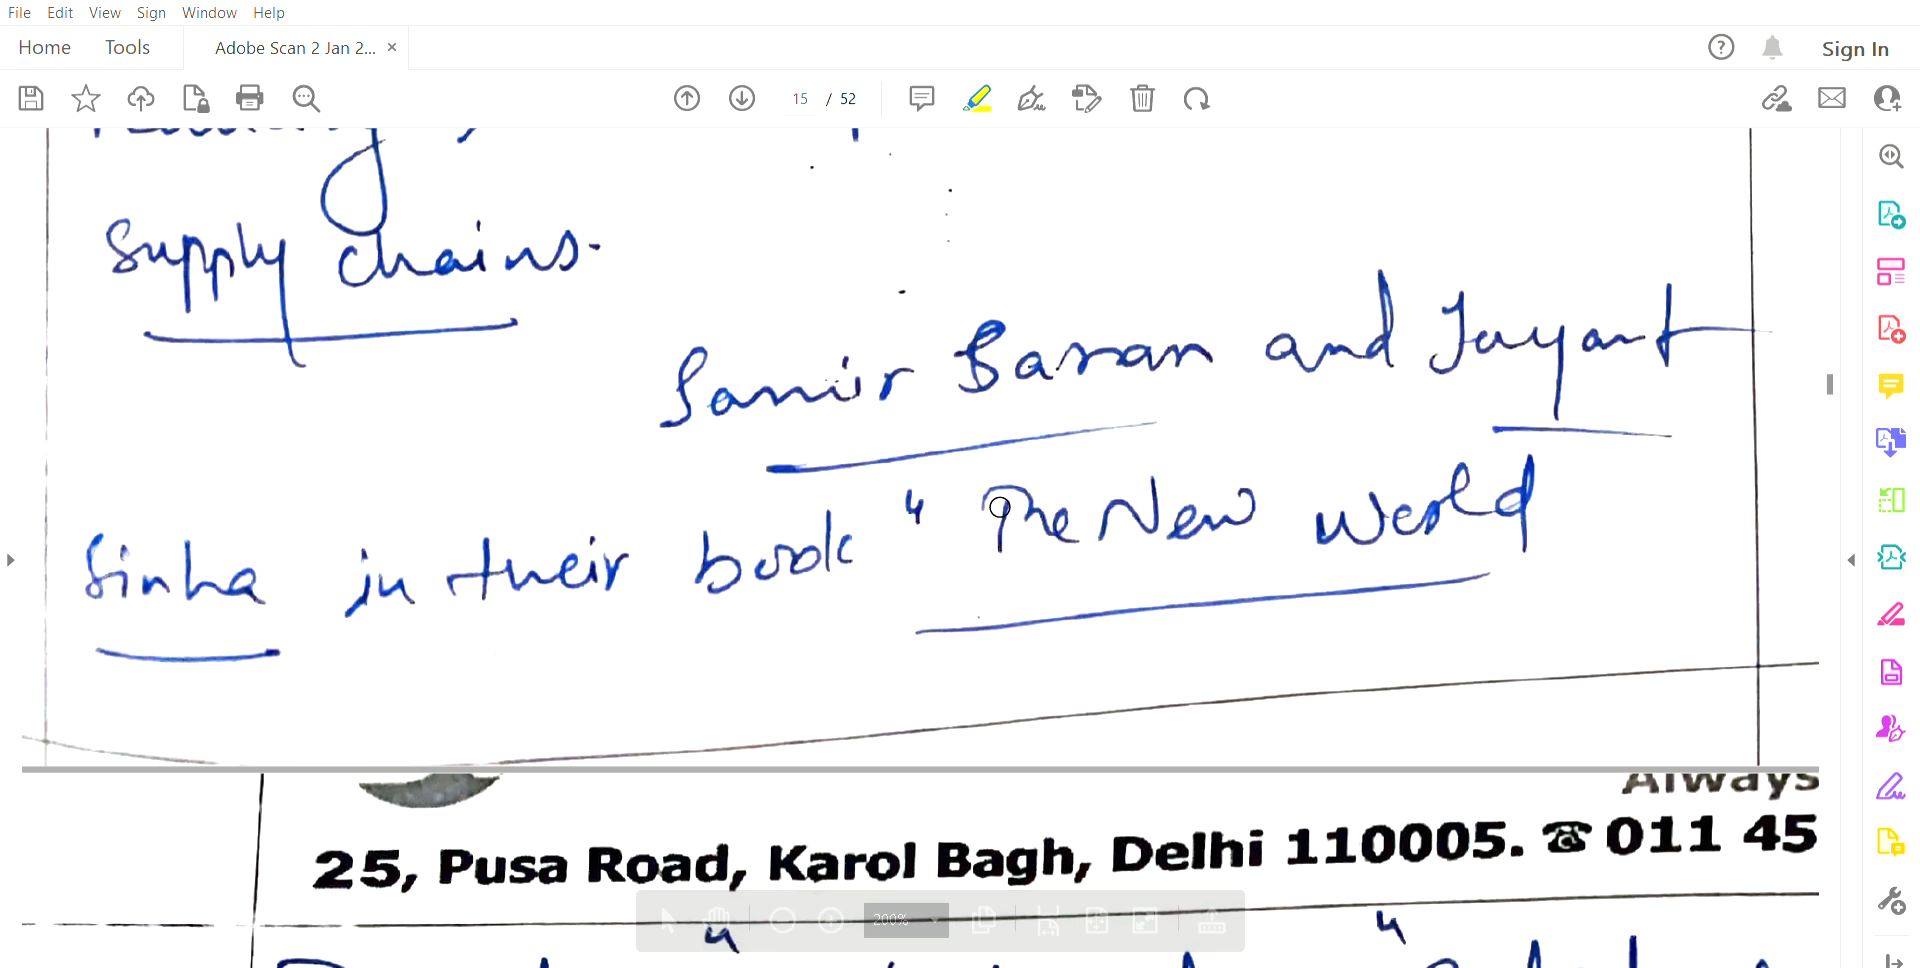 File Edit View Sign Window Help
Home Tools Adobe Scan 2 Jan 2... × Sign In
15 / 52
supply chains.
Samir Saran and Jayant
Sinha in their book " The New World
Always
25, Pusa Road, Karol Bagh, Delhi 110005. ☎ 011 45
200%